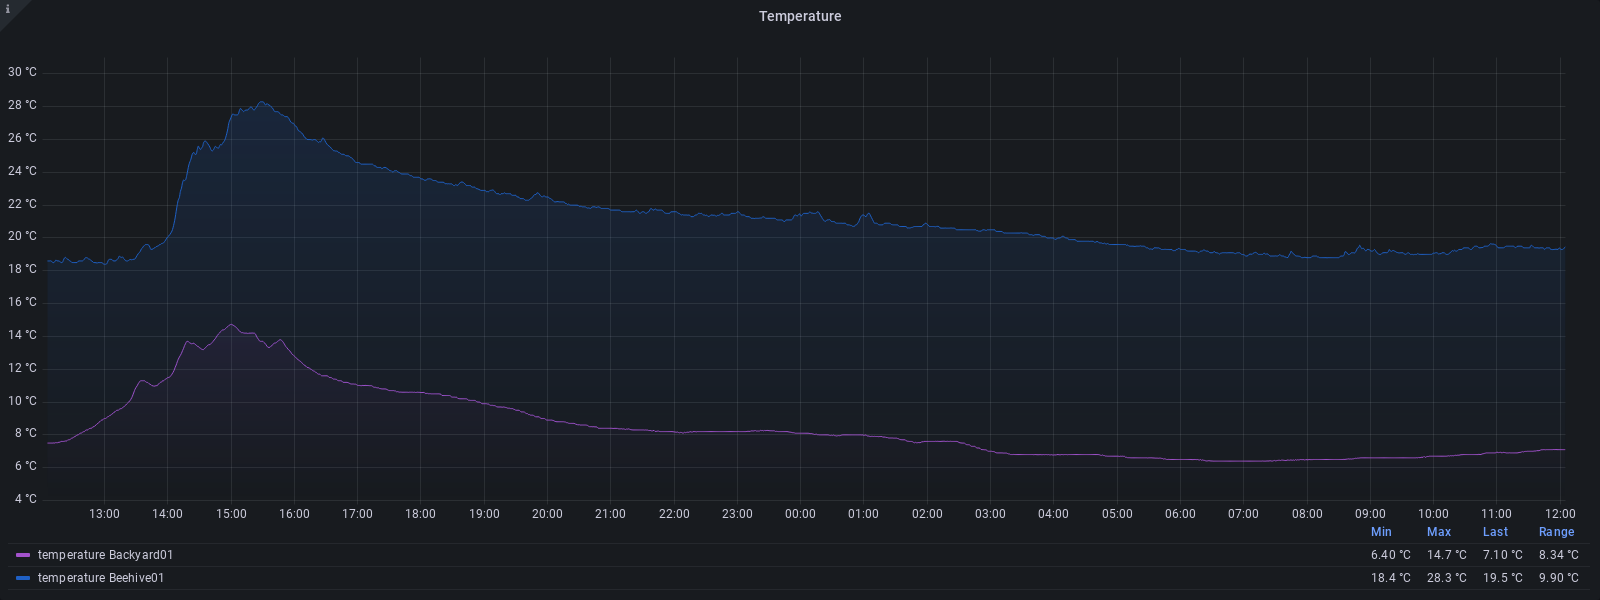 i
Temperature
30 °C
28 °C
26 °C
24 °C
22 °C
20 °C
18 °C
16 °C
14 °C
12 °C
10 °C
8 °C
6 °C
4 °C
13:00 14:00 15:00 16:00 17:00 18:00 19:00 20:00 21:00 22:00 23:00 00:00 01:00 02:00 03:00 04:00 05:00 06:00 07:00 08:00 09:00 10:00 11:00 12:00
Min Max Last Range
temperature Backyard01 6.40 °C 14.7 °C 7.10 °C 8.34 °C
temperature Beehive01 18.4 °C 28.3 °C 19.5 °C 9.90 °C